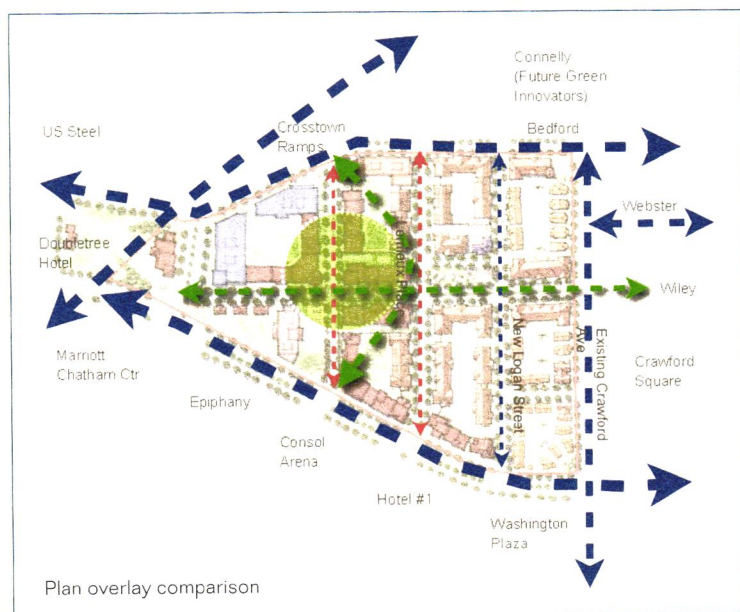 Connelly
(Future Green
Innovators)
Bedford
US Steel
Crosstown
Ramps
Webster
Doubletree
Hotel
Wiley
New Logan Street
Existing Crawford
Ave
Marriott
Chatham Ctr
Crawford
Square
Epiphany
Consol
Arena
Hotel #1
Washington
Plaza
Plan overlay comparison